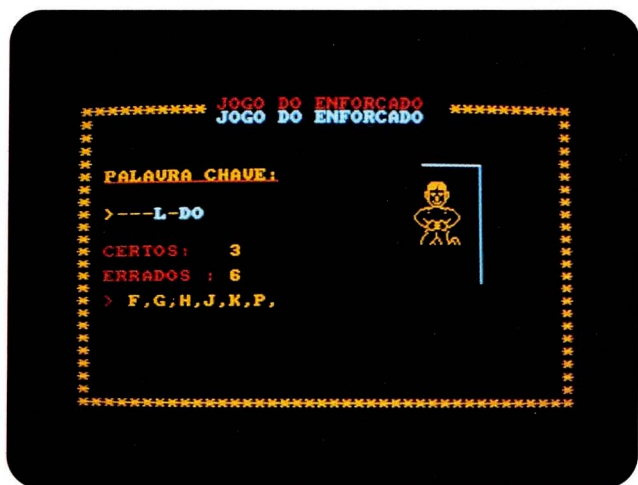 JOGO DO ENFORCADO
JOGO DO ENFORCADO
PALAVRA CHAVE:
>---L-DO
CERTOS: 3
ERRADOS : 6
> F,G,H,J,K,P,